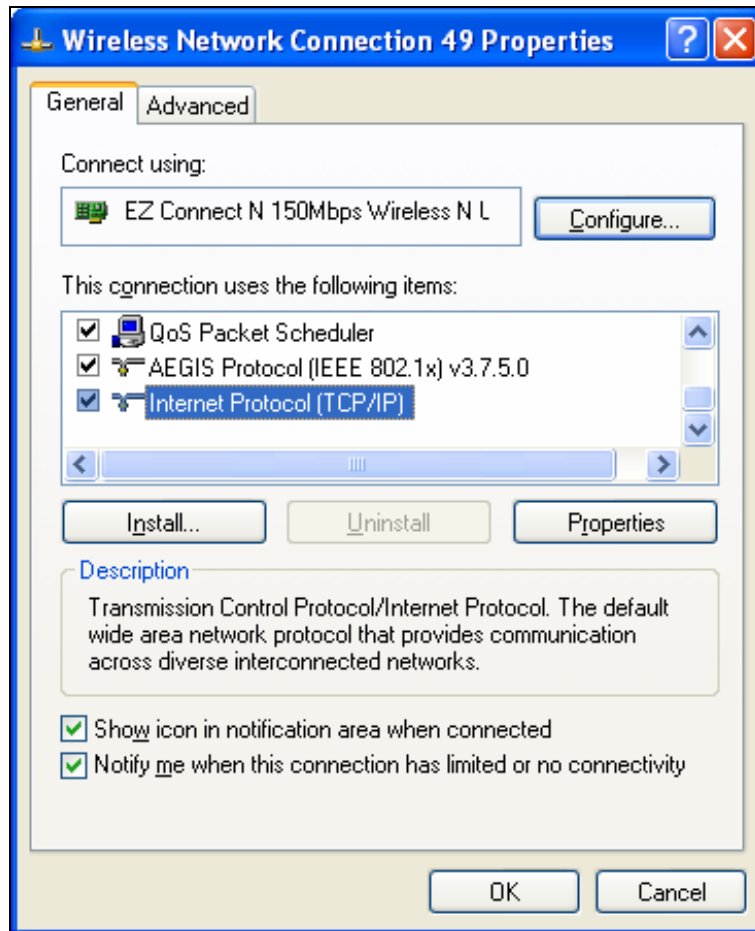 Wireless Network Connection 49 Properties
General
Advanced
Connect using:
EZ Connect N 150Mbps Wireless N
Configure...
This connection uses the following items:
QoS Packet Scheduler
AEGIS Protocol (IEEE 802.1x) v3.7.5.0
Internet Protocol (TCP/IP)
Install...
Uninstall
Properties
Description
Transmission Control Protocol/Internet Protocol. The default
wide area network protocol that provides communication
across diverse interconnected networks.
Show icon in notification area when connected
Notify me when this connection has limited or no connectivity
OK
Cancel